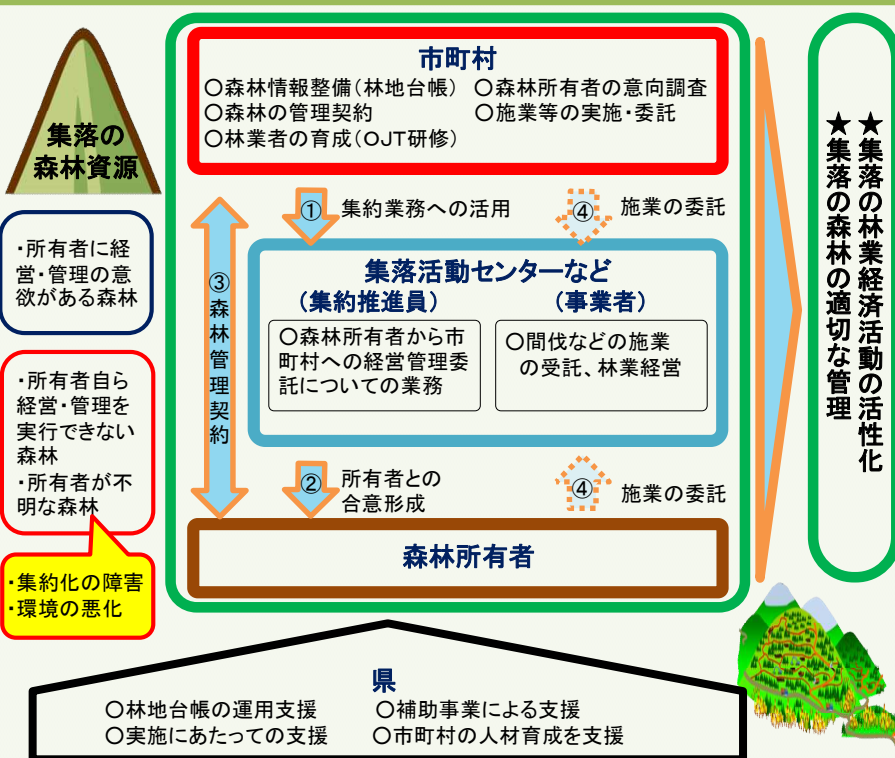 集落の
森林資源
・所有者に経
営・管理の意
欲がある森林
・所有者自ら
経営・管理を
実行できない
森林
・所有者が不
明な森林
・集約化の障害
・環境の悪化
市町村
○森林情報整備(林地台帳) ○森林所有者の意向調査
○森林の管理契約 ○施業等の実施・委託
○林業者の育成(OJT研修)
① 集約業務への活用
④ 施業の委託
③森林管理契約
集落活動センターなど
(集約推進員) (事業者)
○森林所有者から市
町村への経営管理委
託についての業務
○間伐などの施業
の受託、林業経営
② 所有者との
合意形成
④ 施業の委託
森林所有者
県
○林地台帳の運用支援 ○補助事業による支援
○実施にあたっての支援 ○市町村の人材育成を支援
★集落の林業経済活動の活性化
★集落の森林の適切な管理